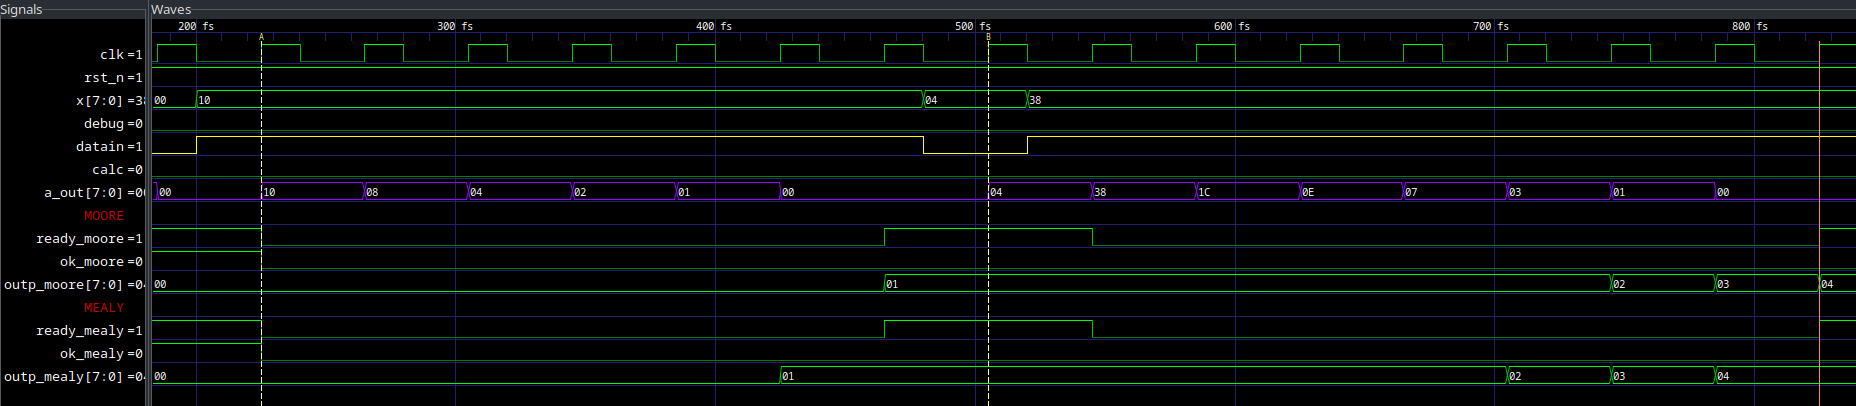 Signals Waves
200 fs 300 fs 400 fs 500 fs 600 fs 700 fs 800 fs
A B
clk =1
rst_n =1
x[7:0] =38 00 10 04 38
debug =0
datain =1
calc =0
a_out[7:0] =00 00 10 08 04 02 01 00 04 38 1C 0E 07 03 01 00
MOORE
ready_moore =1
ok_moore =0
outp_moore[7:0] =04 00 01 02 03 04
MEALY
ready_mealy =1
ok_mealy =0
outp_mealy[7:0] =04 00 01 02 03 04